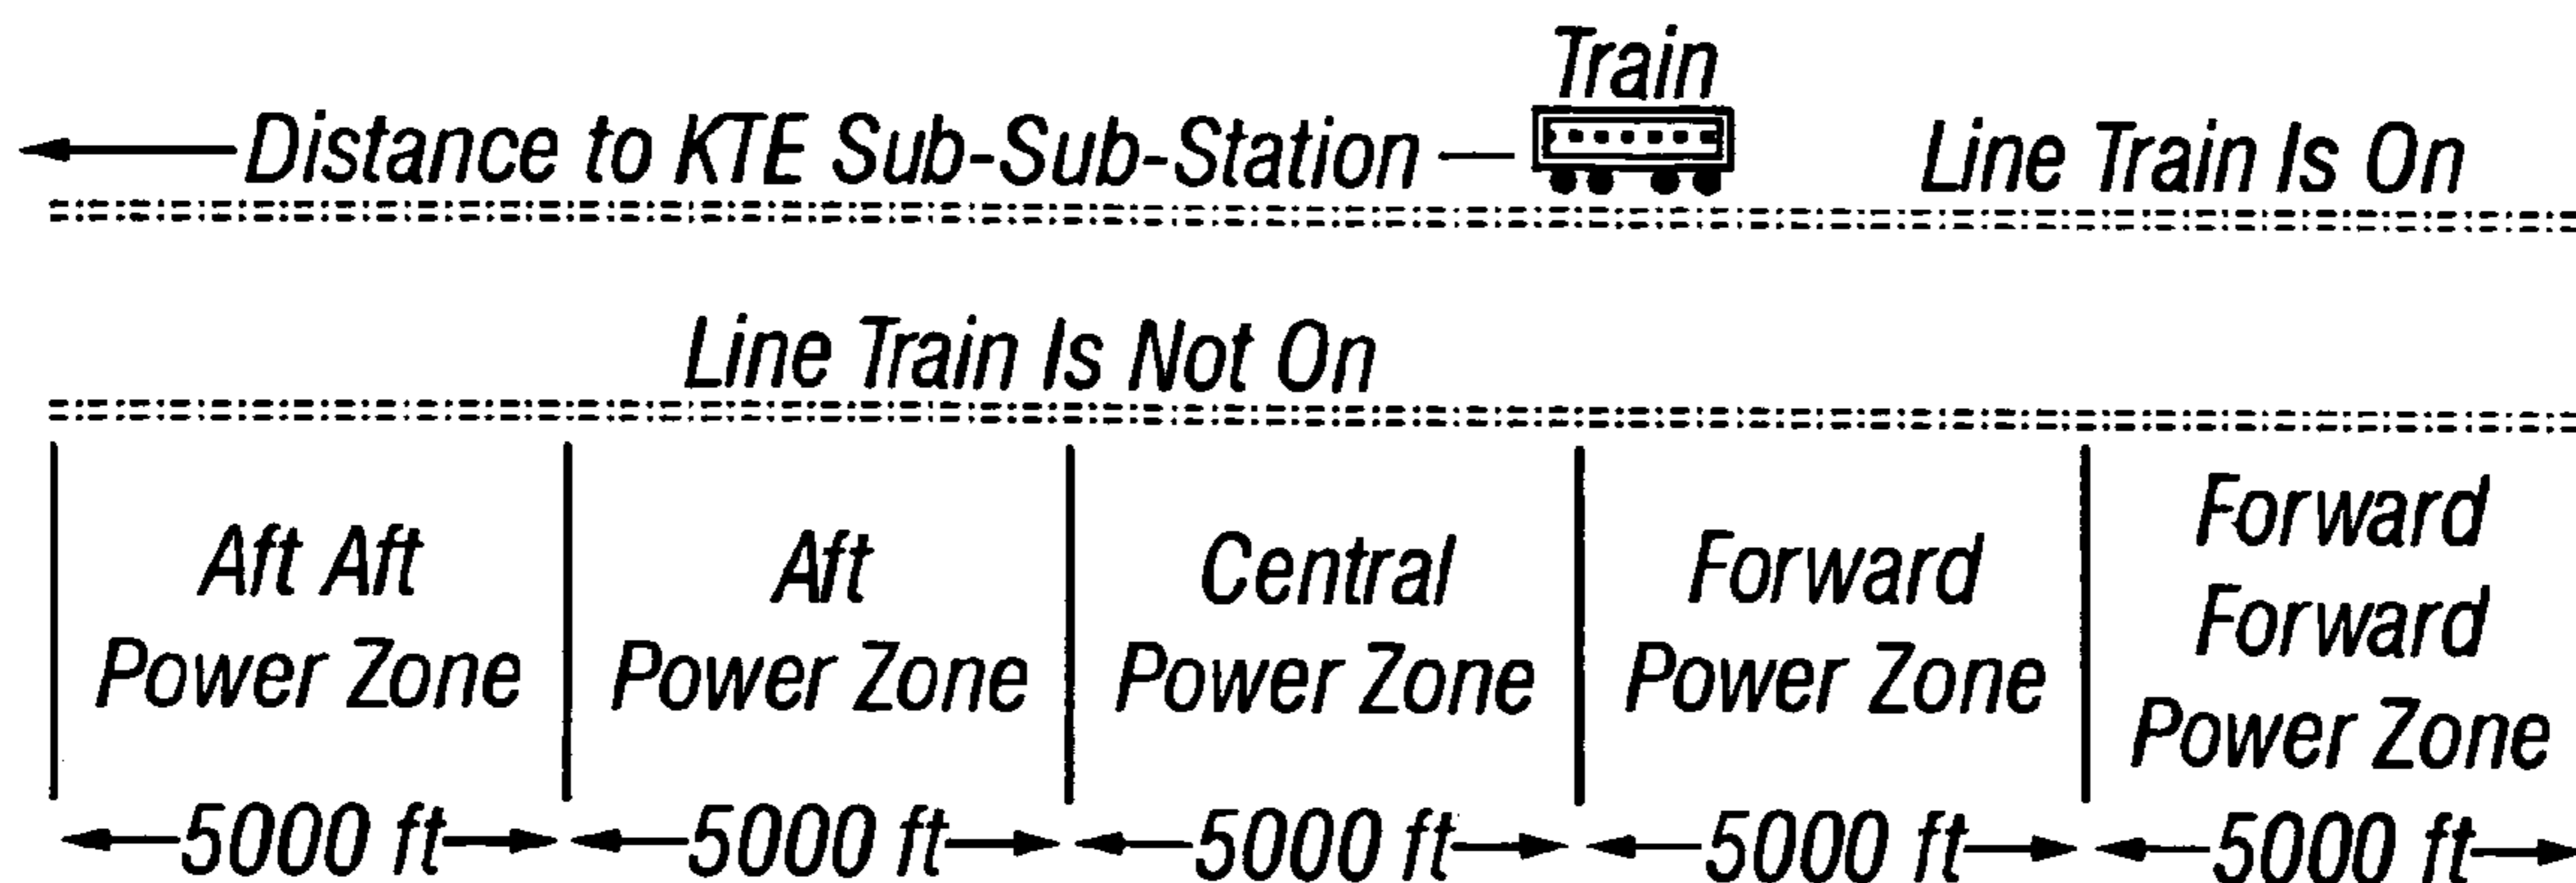 Train
Distance to KTE Sub-Sub-Station
Line Train Is On
Line Train Is Not On
Aft Aft
Power Zone
Aft
Power Zone
Central
Power Zone
Forward
Power Zone
Forward
Forward
Power Zone
5000 ft
5000 ft
5000 ft
5000 ft
5000 ft